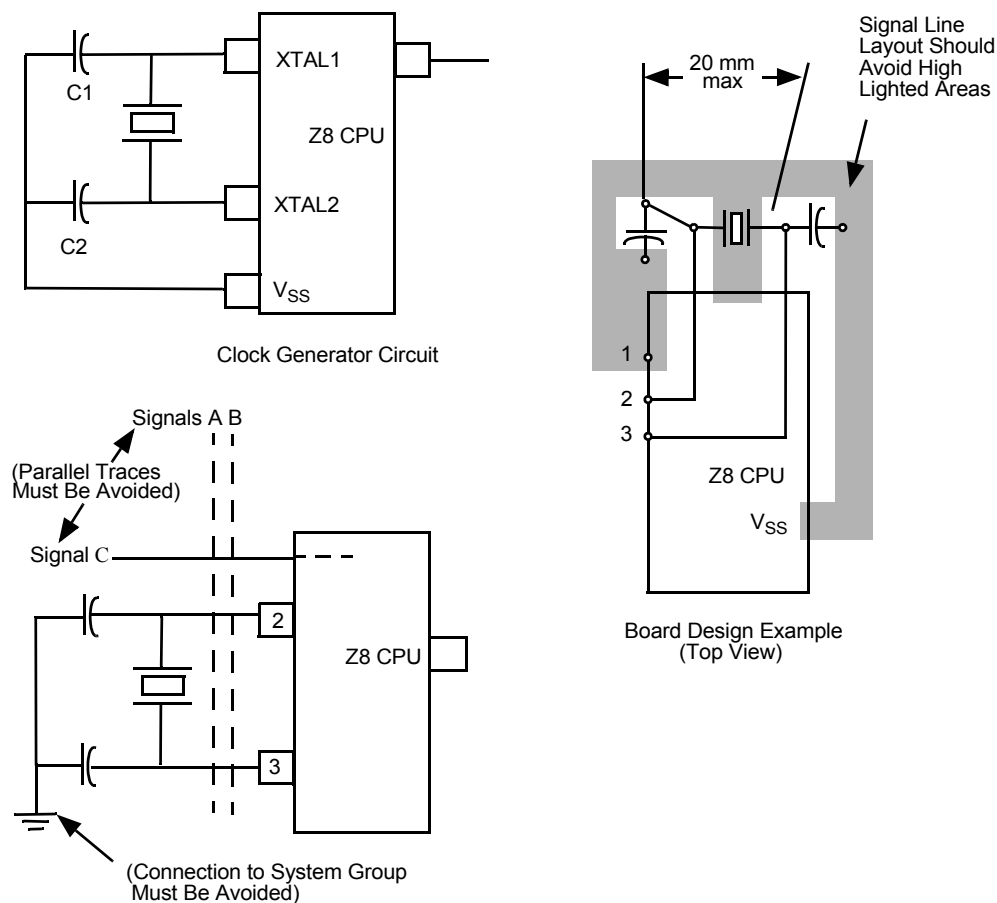 XTAL1
C1
Z8 CPU
XTAL2
C2
VSS
Clock Generator Circuit
Signals A B
(Parallel Traces
Must Be Avoided)
Signal C
2
Z8 CPU
3
(Connection to System Group
Must Be Avoided)
Signal Line
Layout Should
Avoid High
Lighted Areas
20 mm
max
1
2
3
Z8 CPU
VSS
Board Design Example
(Top View)